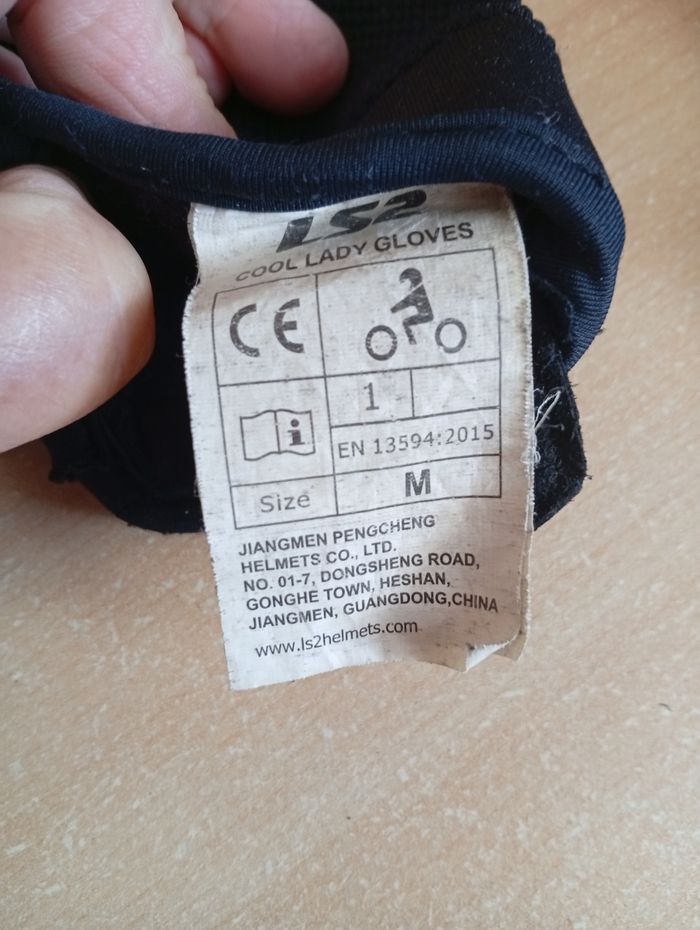 LS2
COOL LADY GLOVES
CE
1
i
EN 13594:2015
Size M
JIANGMEN PENGCHENG
HELMETS CO., LTD.
NO. 01-7, DONGSHENG ROAD,
GONGHE TOWN, HESHAN,
JIANGMEN, GUANGDONG,CHINA
www.ls2helmets.com